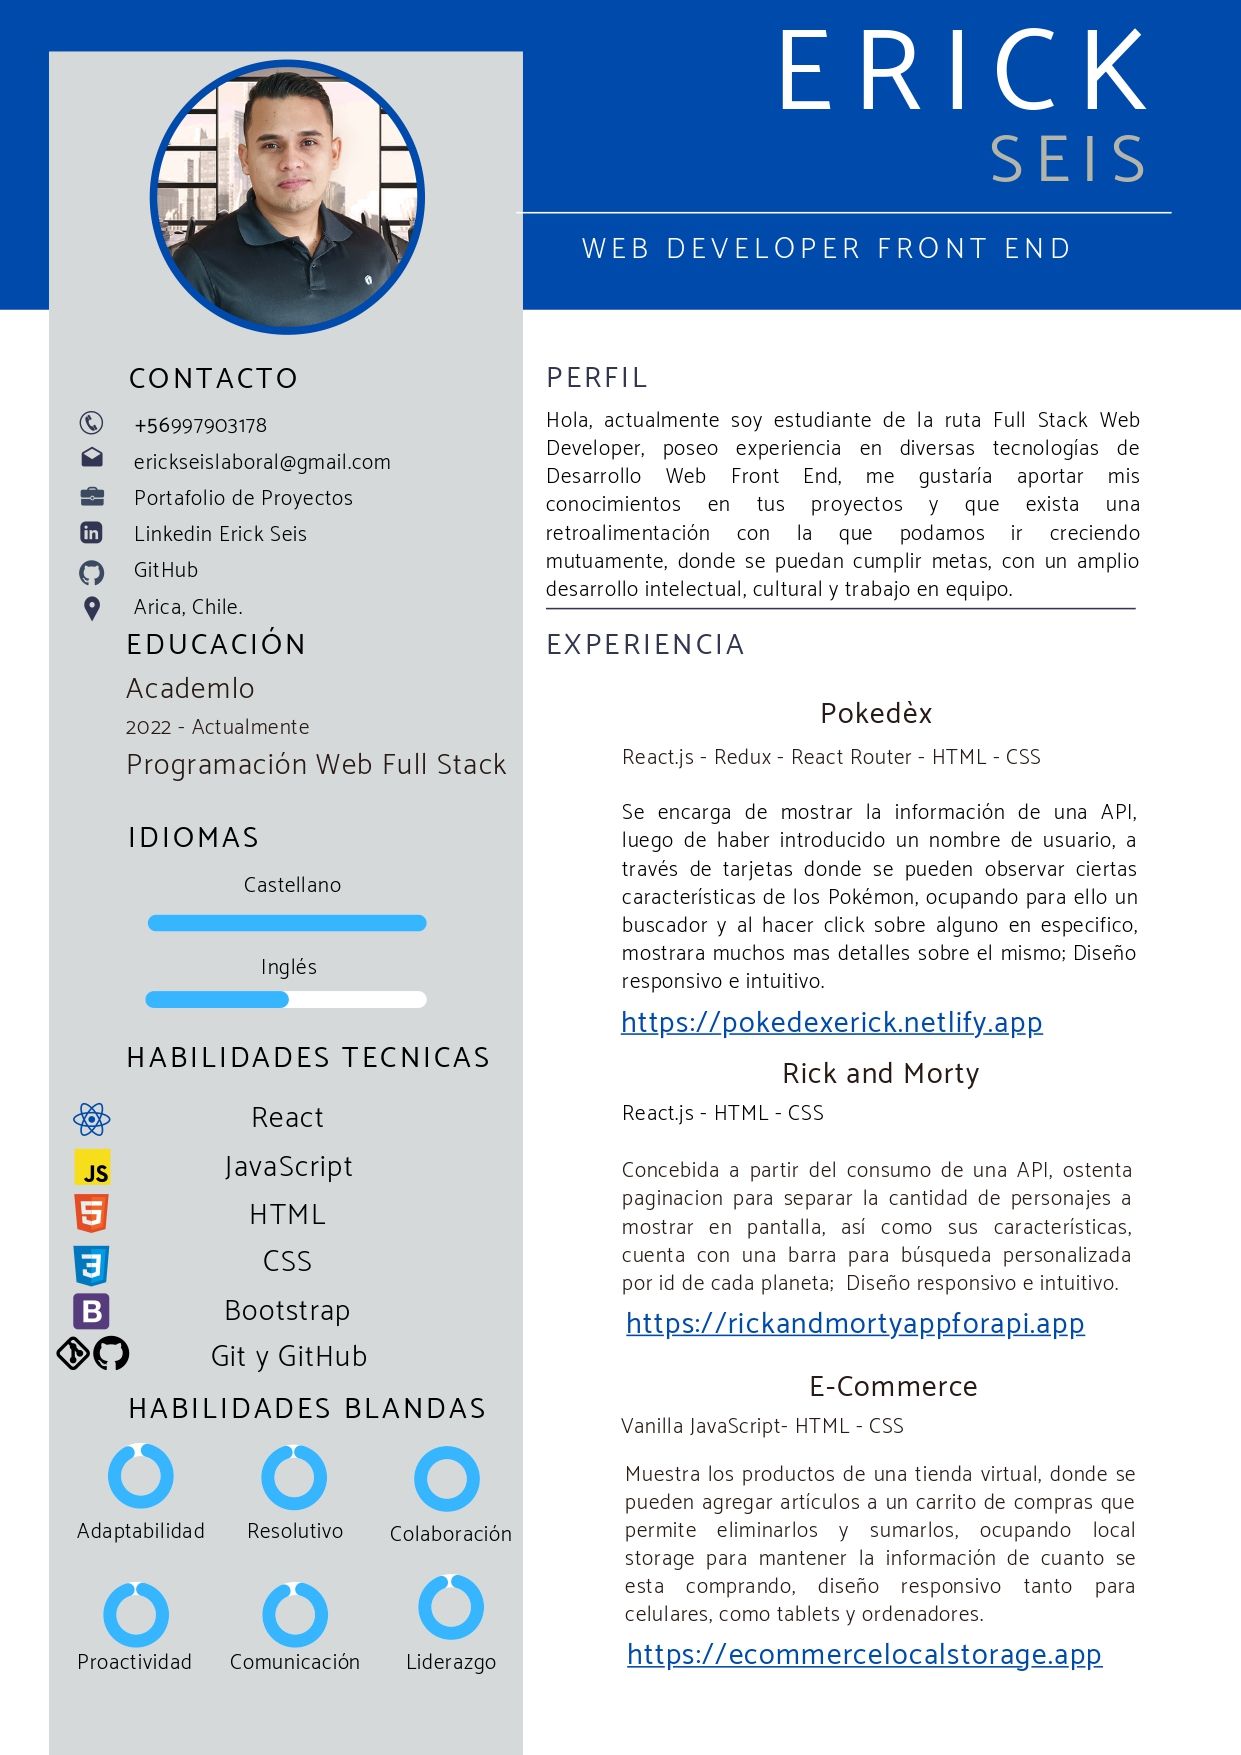 ERICK
SEIS
WEB DEVELOPER FRONT END
CONTACTO
+56997903178
erickseislaboral@gmail.com
Portafolio de Proyectos
Linkedin Erick Seis
GitHub
Arica, Chile.
EDUCACIÓN
Academlo
2022 - Actualmente
Programación Web Full Stack
IDIOMAS
Castellano
Inglés
HABILIDADES TECNICAS
React
JS
JavaScript
HTML
CSS
B
Bootstrap
Git y GitHub
HABILIDADES BLANDAS
Adaptabilidad
Resolutivo
Colaboración
Proactividad
Comunicación
Liderazgo
PERFIL
Hola, actualmente soy estudiante de la ruta Full Stack Web
Developer, poseo experiencia en diversas tecnologías de
Desarrollo Web Front End, me gustaría aportar mis
conocimientos en tus proyectos y que exista una
retroalimentación con la que podamos ir creciendo
mutuamente, donde se puedan cumplir metas, con un amplio
desarrollo intelectual, cultural y trabajo en equipo.
EXPERIENCIA
Pokedèx
React.js - Redux - React Router - HTML - CSS
Se encarga de mostrar la información de una API,
luego de haber introducido un nombre de usuario, a
través de tarjetas donde se pueden observar ciertas
características de los Pokémon, ocupando para ello un
buscador y al hacer click sobre alguno en especifico,
mostrara muchos mas detalles sobre el mismo; Diseño
responsivo e intuitivo.
https://pokedexerick.netlify.app
Rick and Morty
React.js - HTML - CSS
Concebida a partir del consumo de una API, ostenta
paginacion para separar la cantidad de personajes a
mostrar en pantalla, así como sus características,
cuenta con una barra para búsqueda personalizada
por id de cada planeta; Diseño responsivo e intuitivo.
https://rickandmortyappforapi.app
E-Commerce
Vanilla JavaScript- HTML - CSS
Muestra los productos de una tienda virtual, donde se
pueden agregar artículos a un carrito de compras que
permite eliminarlos y sumarlos, ocupando local
storage para mantener la información de cuanto se
esta comprando, diseño responsivo tanto para
celulares, como tablets y ordenadores.
https://ecommercelocalstorage.app